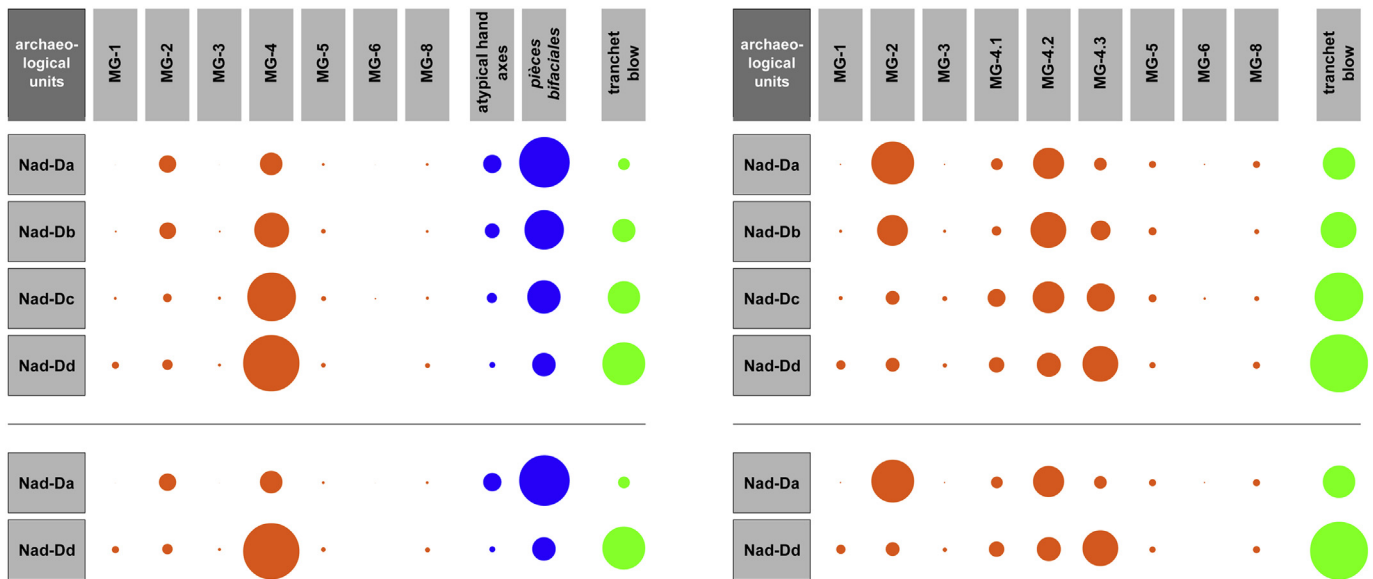 archaeo-
logical
units
MG-1
MG-2
MG-3
MG-4
MG-5
MG-6
MG-8
atypical hand
axes
pièces
bifaciales
tranchet
blow
Nad-Da
Nad-Db
Nad-Dc
Nad-Dd
Nad-Da
Nad-Dd
archaeo-
logical
units
MG-1
MG-2
MG-3
MG-4.1
MG-4.2
MG-4.3
MG-5
MG-6
MG-8
tranchet
blow
Nad-Da
Nad-Db
Nad-Dc
Nad-Dd
Nad-Da
Nad-Dd